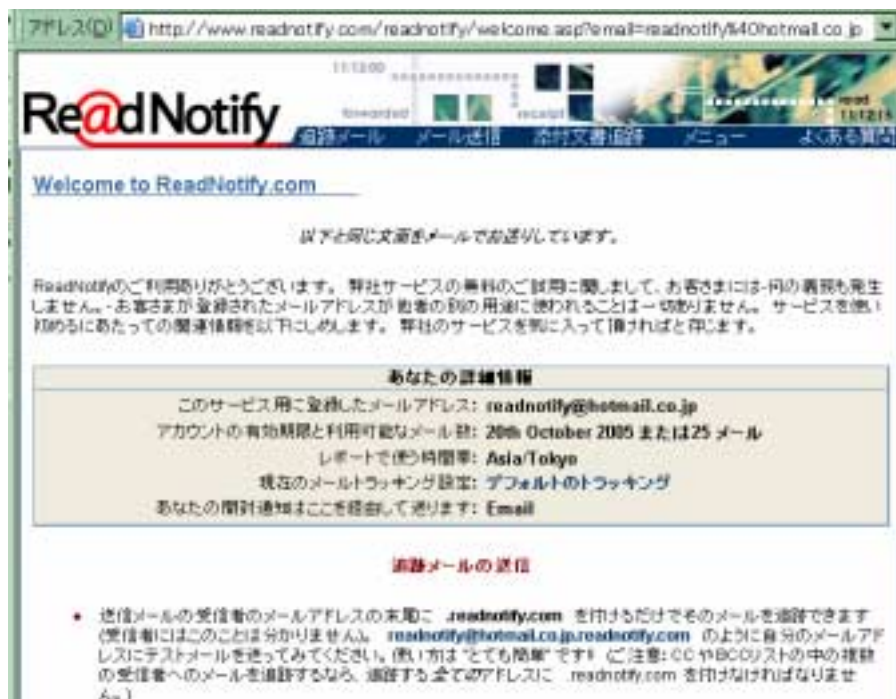 アドレス(D) http://www.readnotify.com/readnotify/welcome.asp?email=readnotify%40hotmail.co.jp
11:12:00
forwarded
receipt
read
11:12:15
Re@dNotify
追跡メール メール送信 添付文書追跡 メニュー よくある質問
Welcome to ReadNotify.com
以下と同じ文面をメールでお送りしています。
ReadNotifyのご利用ありがとうございます。 弊社サービスの無料のご試用に関しまして、お客さまには-何の義務も発生
しません。-お客さまが登録されたメールアドレスが他者の別の用途に使われることは一切ありません。 サービスを使い
初めるにあたっての関連情報を以下にしめします。 弊社のサービスを気に入って頂ければと存じます。
あなたの詳細情報
このサービス用に登録したメールアドレス: readnotify@hotmail.co.jp
アカウントの有効期限と利用可能なメール数: 20th October 2005 または25 メール
レポートで使う時間帯: Asia/Tokyo
現在のメールトラッキング設定: デフォルトのトラッキング
あなたの開封通知はここを経由して送ります: Email
追跡メールの送信
• 送信メールの受信者のメールアドレスの末尾に .readnotify.com を付けるだけでそのメールを追跡できます
(受信者にはこのことは分かりません)。 readnotify@hotmail.co.jp.readnotify.com のように自分のメールアド
レスにテストメールを送ってみてください。(使い方は"とても簡単"です! (ご注意: CC やBCCリストの中の複数
の受信者へのメールを追跡するなら、追跡する全てのアドレスに .readnotify.com を付けなければなりませ
ん。)